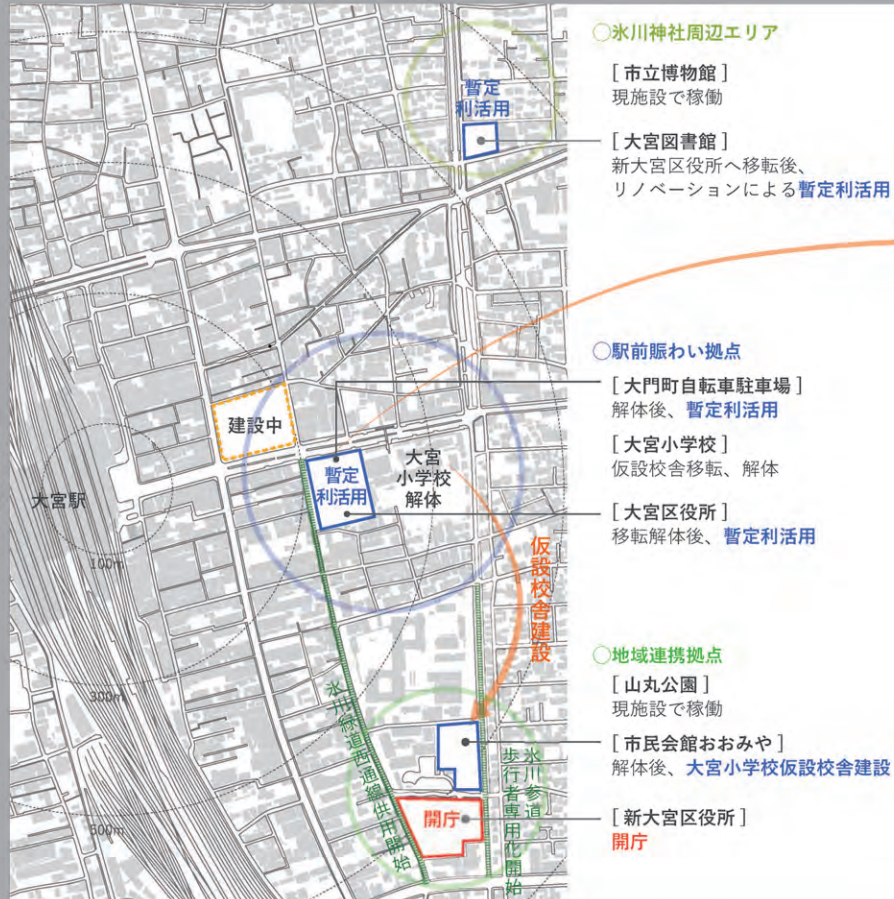 暫定
利活用
建設中
大宮駅
暫定
利活用
大宮
小学校
解体
100m
300m
500m
仮設校舎建設
氷川緑道西通線供用開始
氷川参道
歩行者専用化開始
開庁
○氷川神社周辺エリア
[ 市立博物館 ]
現施設で稼働
[ 大宮図書館 ]
新大宮区役所へ移転後、
リノベーションによる暫定利活用
○駅前賑わい拠点
[ 大門町自転車駐車場 ]
解体後、暫定利活用
[ 大宮小学校 ]
仮設校舎移転、解体
[ 大宮区役所 ]
移転解体後、暫定利活用
○地域連携拠点
[ 山丸公園 ]
現施設で稼働
[ 市民会館おおみや ]
解体後、大宮小学校仮設校舎建設
[ 新大宮区役所 ]
開庁